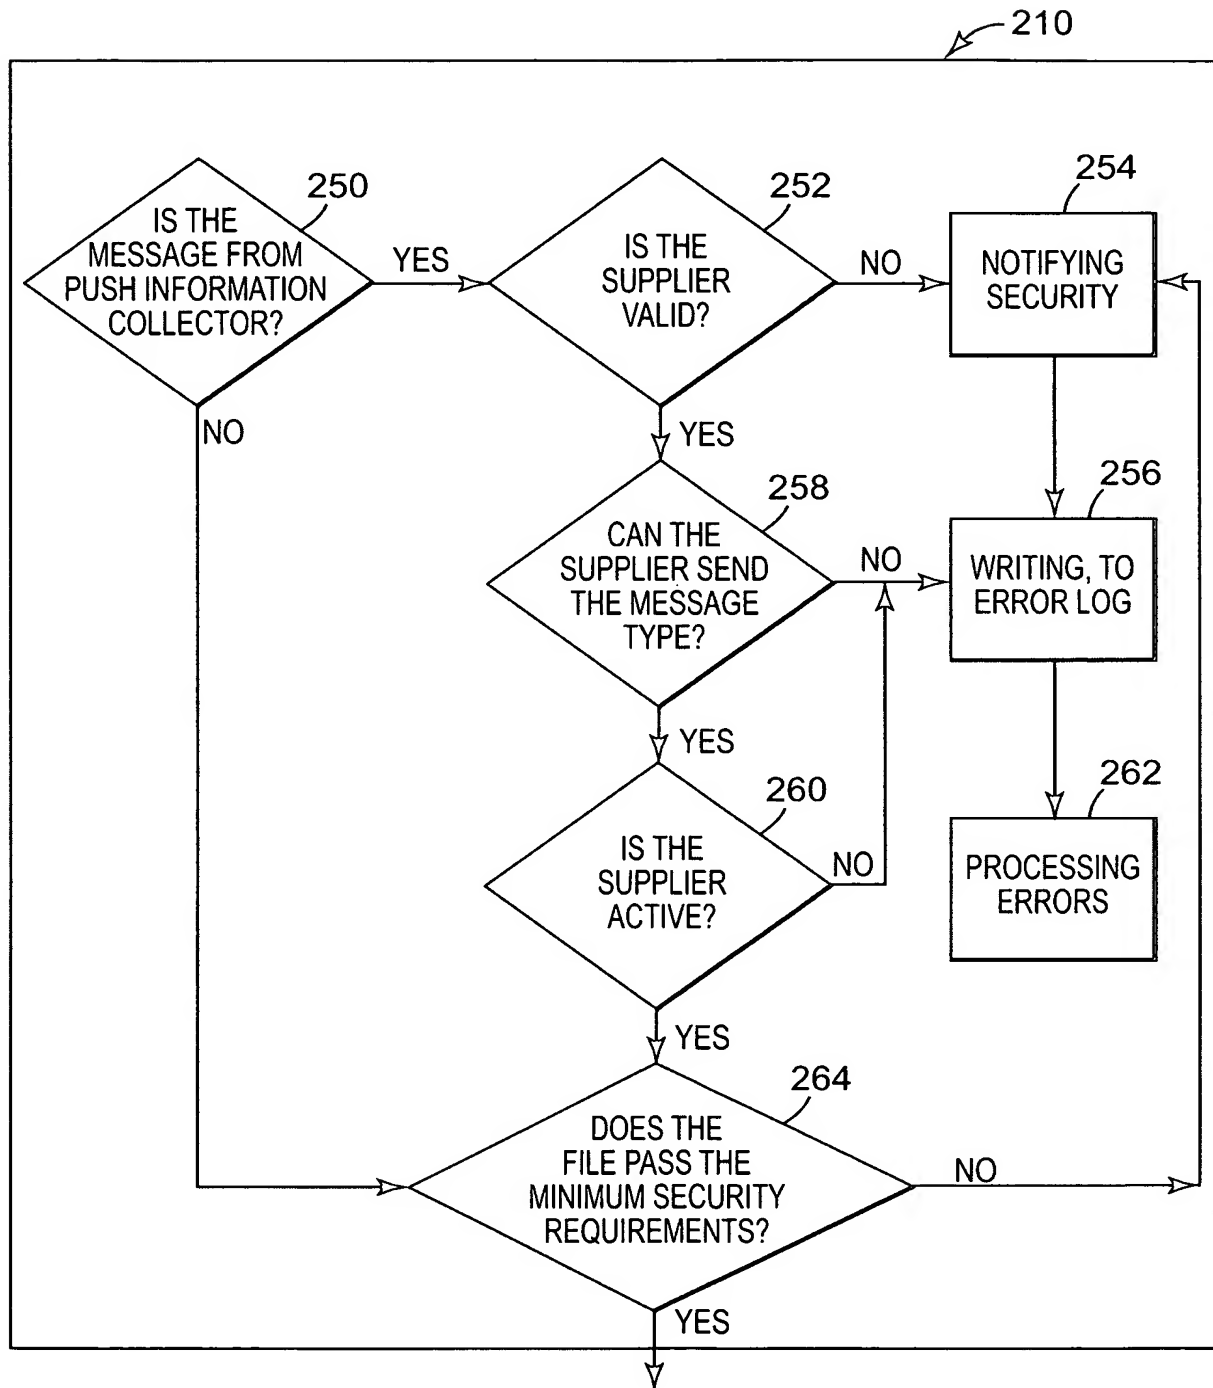 210
250
IS THE
MESSAGE FROM
PUSH INFORMATION
COLLECTOR?
YES
NO
252
IS THE
SUPPLIER
VALID?
NO
YES
254
NOTIFYING
SECURITY
258
CAN THE
SUPPLIER SEND
THE MESSAGE
TYPE?
NO
YES
256
WRITING, TO
ERROR LOG
260
IS THE
SUPPLIER
ACTIVE?
NO
YES
262
PROCESSING
ERRORS
264
DOES THE
FILE PASS THE
MINIMUM SECURITY
REQUIREMENTS?
NO
YES